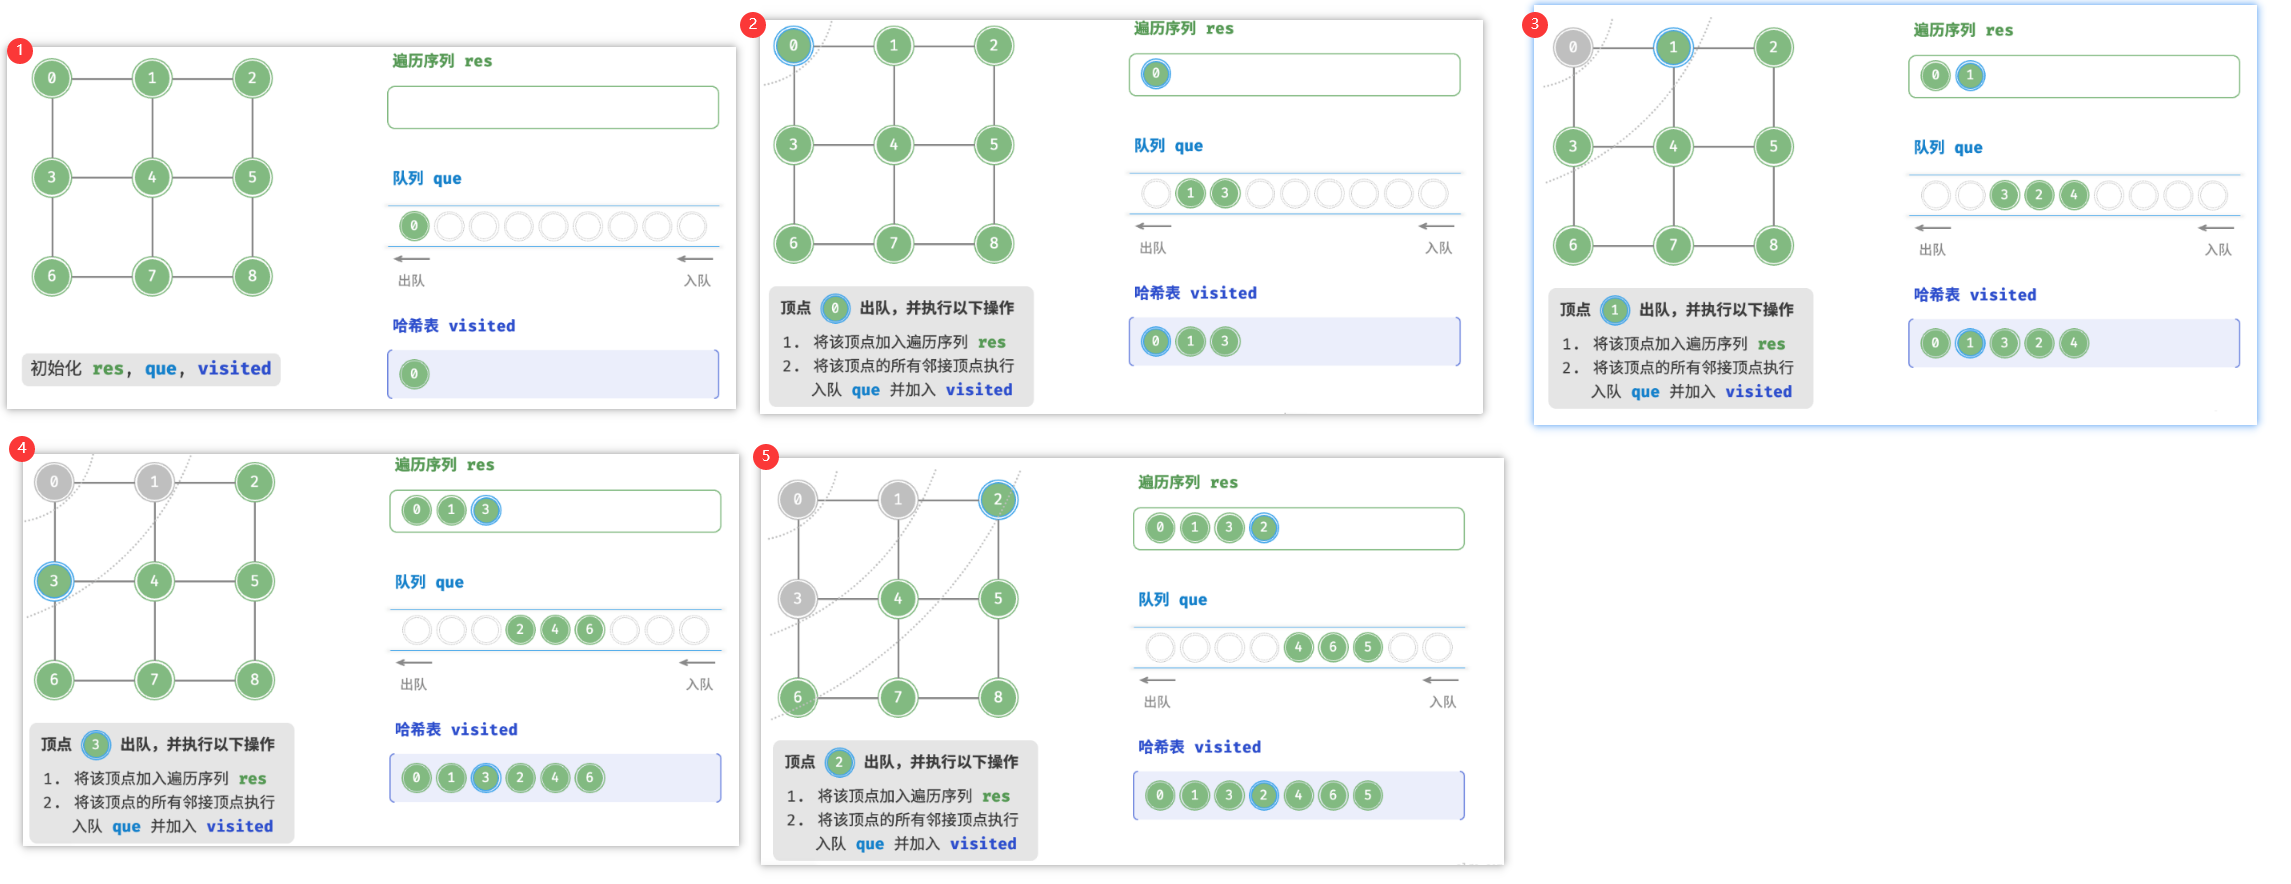 1
0 1 2
3 4 5
6 7 8
初始化 res, que, visited
遍历序列 res
队列 que
0
出队 入队
哈希表 visited
0
2
0 1 2
3 4 5
6 7 8
顶点 0 出队，并执行以下操作
1. 将该顶点加入遍历序列 res
2. 将该顶点的所有邻接顶点执行
入队 que 并加入 visited
遍历序列 res
0
队列 que
1 3
出队 入队
哈希表 visited
0 1 3
3
0 1 2
3 4 5
6 7 8
顶点 1 出队，并执行以下操作
1. 将该顶点加入遍历序列 res
2. 将该顶点的所有邻接顶点执行
入队 que 并加入 visited
遍历序列 res
0 1
队列 que
3 2 4
出队 入队
哈希表 visited
0 1 3 2 4
4
0 1 2
3 4 5
6 7 8
顶点 3 出队，并执行以下操作
1. 将该顶点加入遍历序列 res
2. 将该顶点的所有邻接顶点执行
入队 que 并加入 visited
遍历序列 res
0 1 3
队列 que
2 4 6
出队 入队
哈希表 visited
0 1 3 2 4 6
5
0 1 2
3 4 5
6 7 8
顶点 2 出队，并执行以下操作
1. 将该顶点加入遍历序列 res
2. 将该顶点的所有邻接顶点执行
入队 que 并加入 visited
遍历序列 res
0 1 3 2
队列 que
4 6 5
出队 入队
哈希表 visited
0 1 3 2 4 6 5